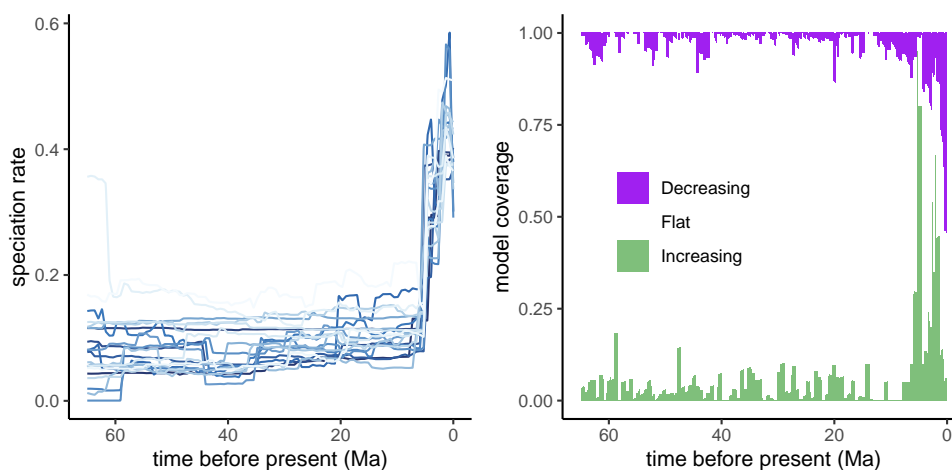 speciation rate
0.6
0.4
0.2
0.0
60
40
20
0
time before present (Ma)
model coverage
1.00
0.75
0.50
0.25
0.00
Decreasing
Flat
Increasing
60
40
20
0
time before present (Ma)